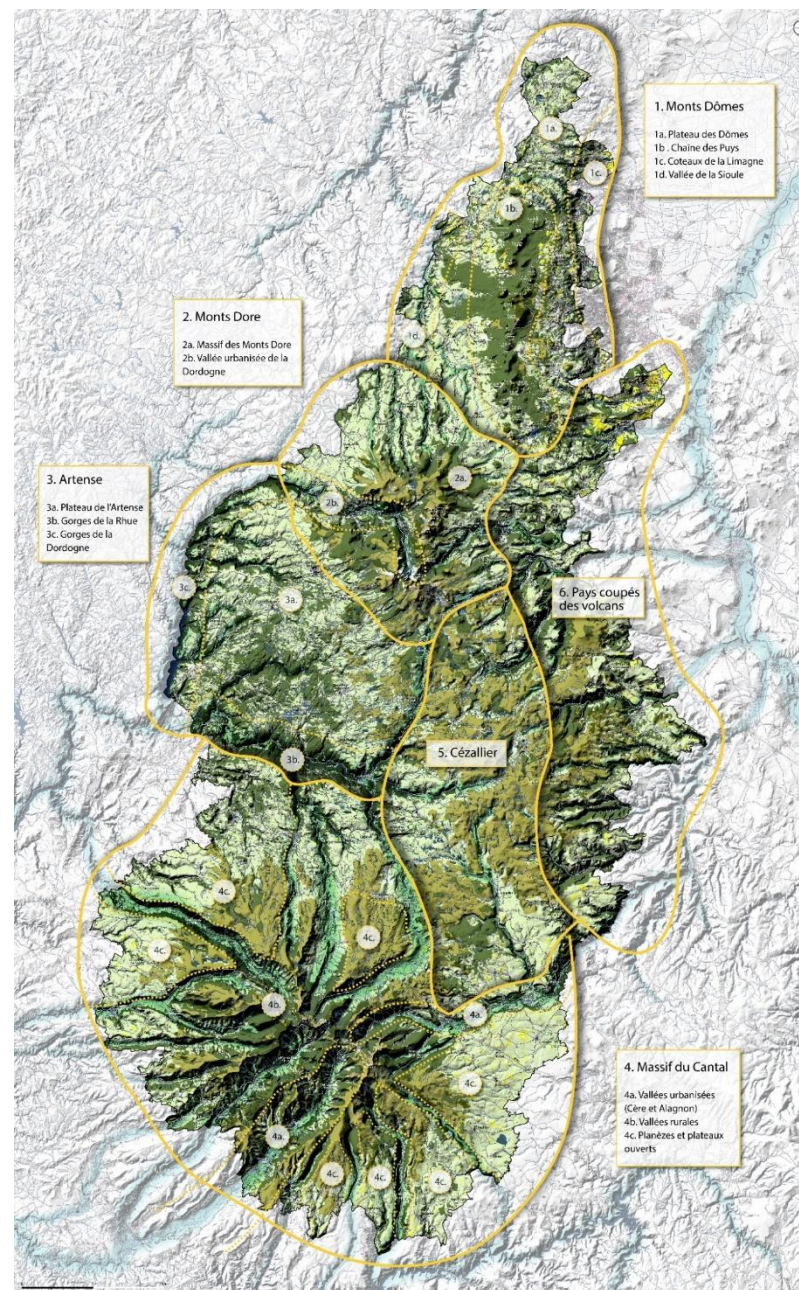 1. Monts Dômes
1a. Plateau des Dômes
1b . Chaîne des Puys
1c. Coteaux de la Limagne
1d. Vallée de la Sioule
1a.
1c.
1b.
1d.
2. Monts Dore
2a. Massif des Monts Dore
2b. Vallée urbanisée de la
Dordogne
2a.
2b.
3. Artense
3a. Plateau de l'Artense
3b. Gorges de la Rhue
3c. Gorges de la
Dordogne
3c.
3a.
6. Pays coupés
des volcans
5. Cézallier
3b.
4c.
4c.
4c.
4b.
4a.
4c.
4a.
4c.
4c.
4c.
4. Massif du Cantal
4a. Vallées urbanisées
(Cère et Alagnon)
4b. Vallées rurales
4c. Planèzes et plateaux
ouverts